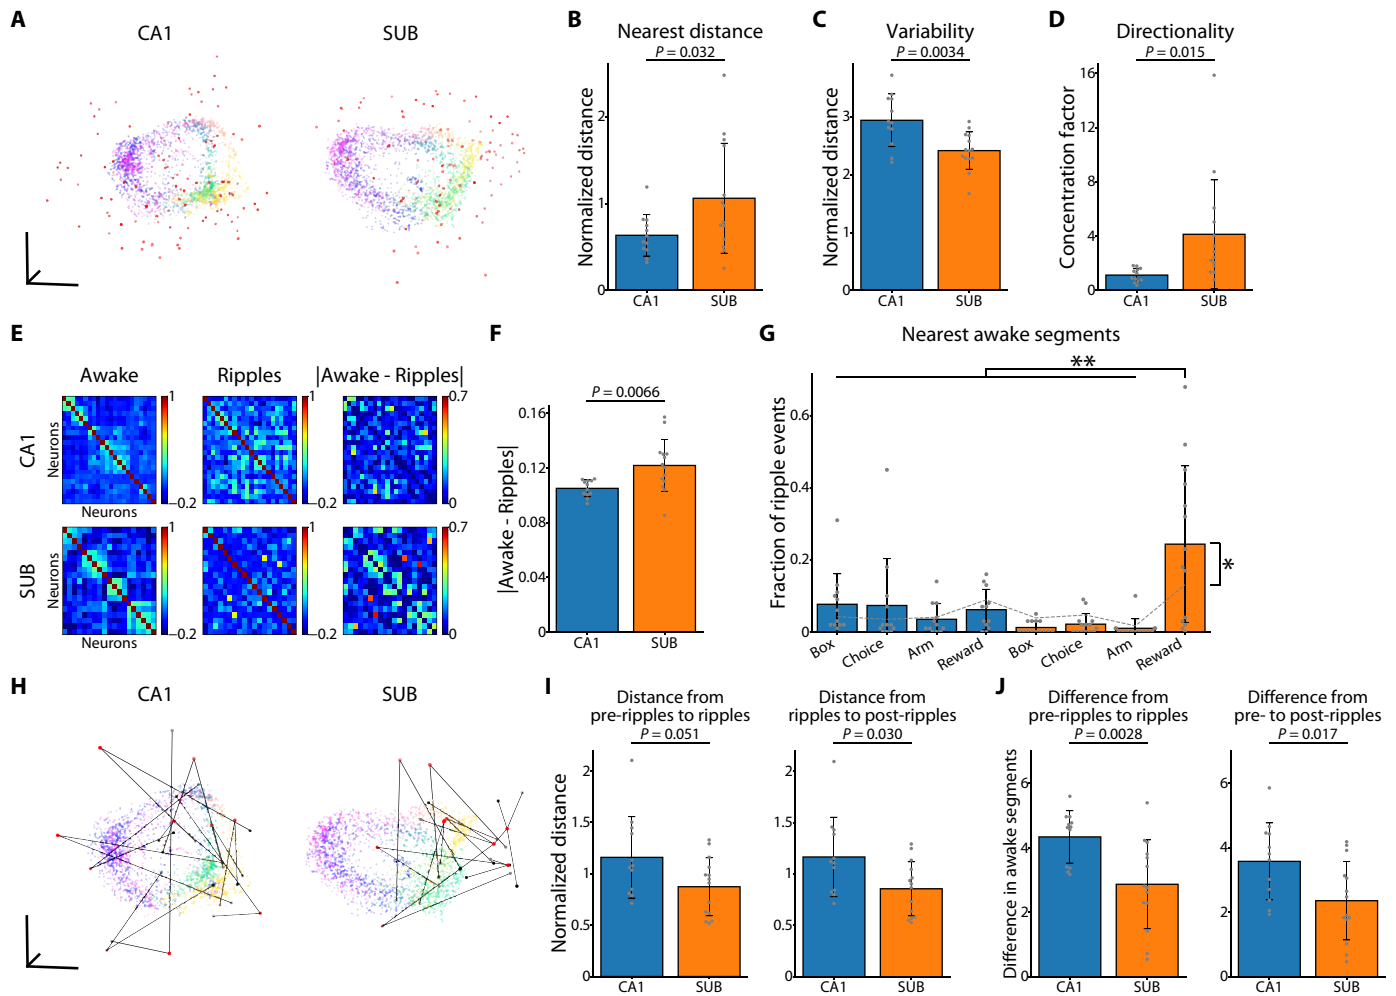 A
CA1
SUB
B
Nearest distance
P = 0.032
Normalized distance
2
1
0
CA1
SUB
C
Variability
P = 0.0034
Normalized distance
3
2
1
0
CA1
SUB
D
Directionality
P = 0.015
Concentration factor
16
12
8
4
0
CA1
SUB
E
Awake
Ripples
|Awake - Ripples|
CA1
Neurons
1
−0.2
1
−0.2
0.7
0
Neurons
SUB
Neurons
1
−0.2
1
−0.2
0.7
0
Neurons
F
P = 0.0066
|Awake - Ripples|
0.16
0.12
0.08
0.04
0
CA1
SUB
G
Nearest awake segments
**
*
Fraction of ripple events
0.6
0.4
0.2
0
Box
Choice
Arm
Reward
Box
Choice
Arm
Reward
H
CA1
SUB
I
Distance from
pre-ripples to ripples
P = 0.051
Normalized distance
2
1.5
1
0.5
0
CA1
SUB
Distance from
ripples to post-ripples
P = 0.030
2
1.5
1
0.5
0
CA1
SUB
J
Difference from
pre-ripples to ripples
P = 0.0028
Difference in awake segments
6
4
2
0
CA1
SUB
Difference from
pre- to post-ripples
P = 0.017
6
4
2
0
CA1
SUB